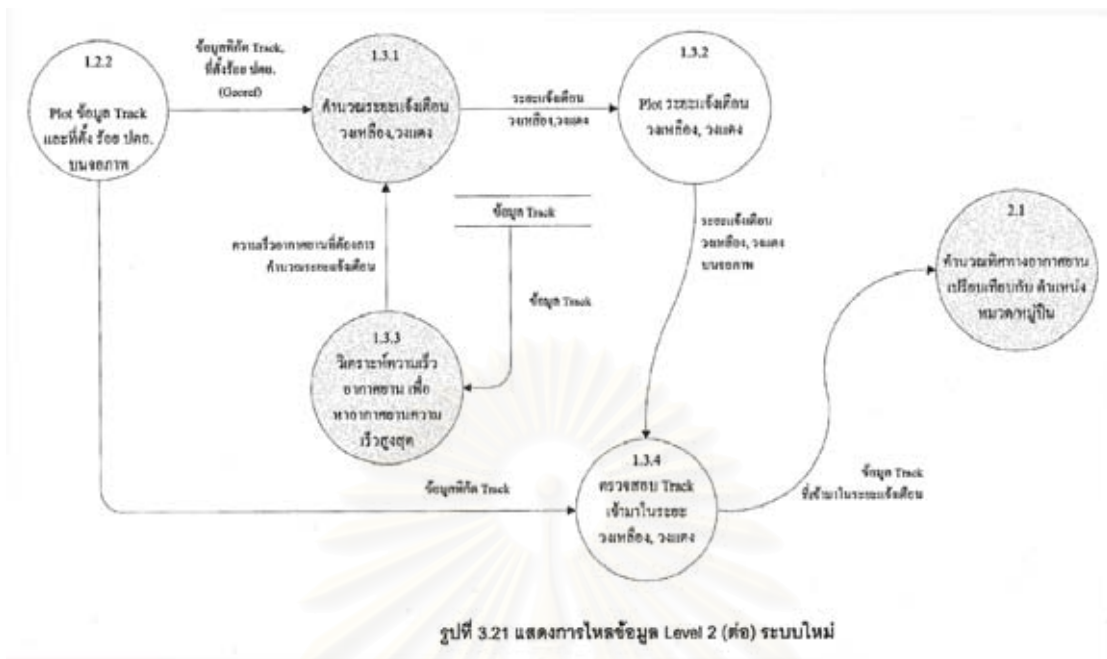 1.2.2
Plot ข้อมูล Track
และที่ตั้ง ร้อย ปตอ.
บนจอภาพ
ข้อมูลพิกัด Track,
ที่ตั้งร้อย ปตอ.
(Georef)
1.3.1
คำนวณระยะแจ้งเตือน
วงเหลือง,วงแดง
ระยะแจ้งเตือน
วงเหลือง,วงแดง
1.3.2
Plot ระยะแจ้งเตือน
วงเหลือง, วงแดง
ข้อมูล Track
ความเร็วอากาศยานที่ต้องการ
คำนวณระยะแจ้งเตือน
ข้อมูล Track
ระยะแจ้งเตือน
วงเหลือง, วงแดง
บนจอภาพ
2.1
คำนวณทิศทางอากาศยาน
เปรียบเทียบกับ ตำแหน่ง
หมวด/หมู่ปืน
1.3.3
วิเคราะห์ความเร็ว
อากาศยาน เพื่อ
หาอากาศยานความ
เร็วสูงสุด
1.3.4
ตรวจสอบ Track
เข้ามาในระยะ
วงเหลือง, วงแดง
ข้อมูลพิกัด Track
ข้อมูล Track
ที่เข้ามาในระยะแจ้งเตือน
รูปที่ 3.21 แสดงการไหลข้อมูล Level 2 (ต่อ) ระบบใหม่